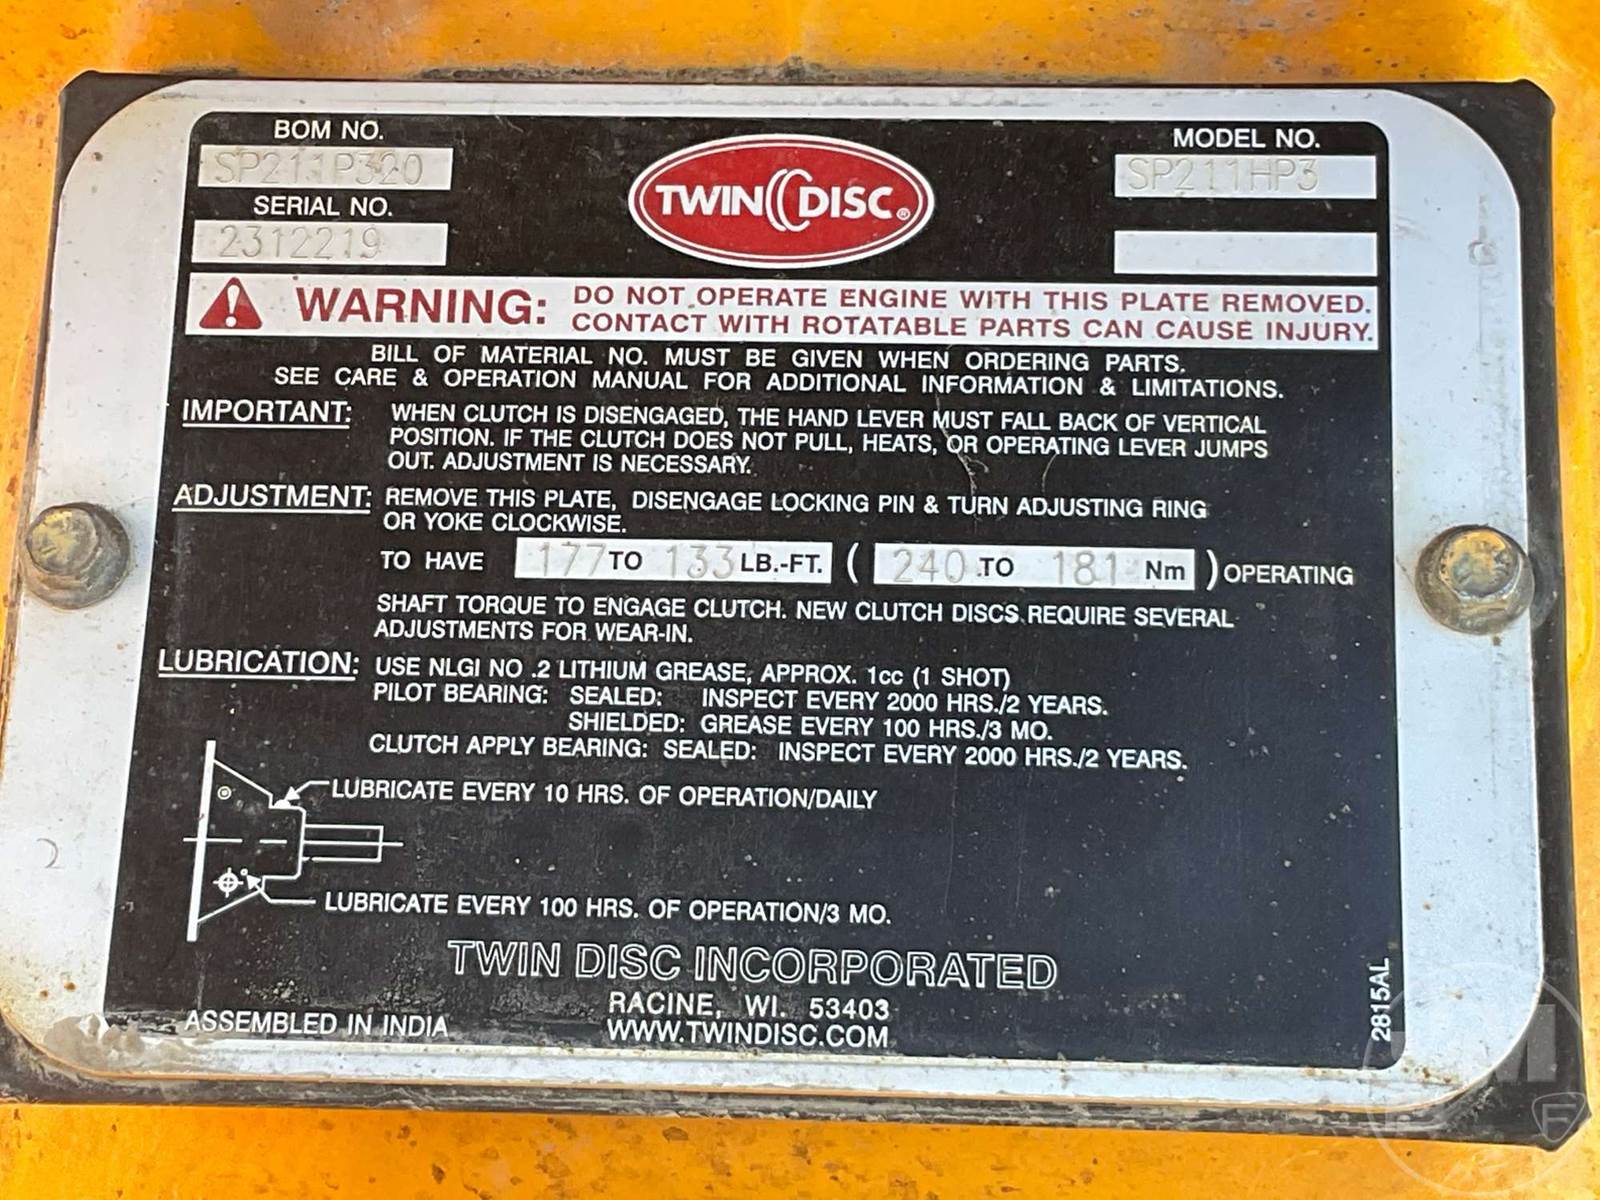 BOM NO.
SP211P320
SERIAL NO.
2312219
TWIN DISC®
MODEL NO.
SP211HP3
WARNING: DO NOT OPERATE ENGINE WITH THIS PLATE REMOVED.
CONTACT WITH ROTATABLE PARTS CAN CAUSE INJURY.
BILL OF MATERIAL NO. MUST BE GIVEN WHEN ORDERING PARTS.
SEE CARE & OPERATION MANUAL FOR ADDITIONAL INFORMATION & LIMITATIONS.
IMPORTANT: WHEN CLUTCH IS DISENGAGED, THE HAND LEVER MUST FALL BACK OF VERTICAL
POSITION. IF THE CLUTCH DOES NOT PULL, HEATS, OR OPERATING LEVER JUMPS
OUT. ADJUSTMENT IS NECESSARY.
ADJUSTMENT: REMOVE THIS PLATE, DISENGAGE LOCKING PIN & TURN ADJUSTING RING
OR YOKE CLOCKWISE.
TO HAVE 177 TO 133 LB.-FT. ( 240 TO 181 Nm ) OPERATING
SHAFT TORQUE TO ENGAGE CLUTCH. NEW CLUTCH DISCS REQUIRE SEVERAL
ADJUSTMENTS FOR WEAR-IN.
LUBRICATION: USE NLGI NO .2 LITHIUM GREASE, APPROX. 1cc (1 SHOT)
PILOT BEARING: SEALED: INSPECT EVERY 2000 HRS./2 YEARS.
SHIELDED: GREASE EVERY 100 HRS./3 MO.
CLUTCH APPLY BEARING: SEALED: INSPECT EVERY 2000 HRS./2 YEARS.
LUBRICATE EVERY 10 HRS. OF OPERATION/DAILY
LUBRICATE EVERY 100 HRS. OF OPERATION/3 MO.
TWIN DISC INCORPORATED
RACINE, WI. 53403
WWW.TWINDISC.COM
ASSEMBLED IN INDIA
2815AL